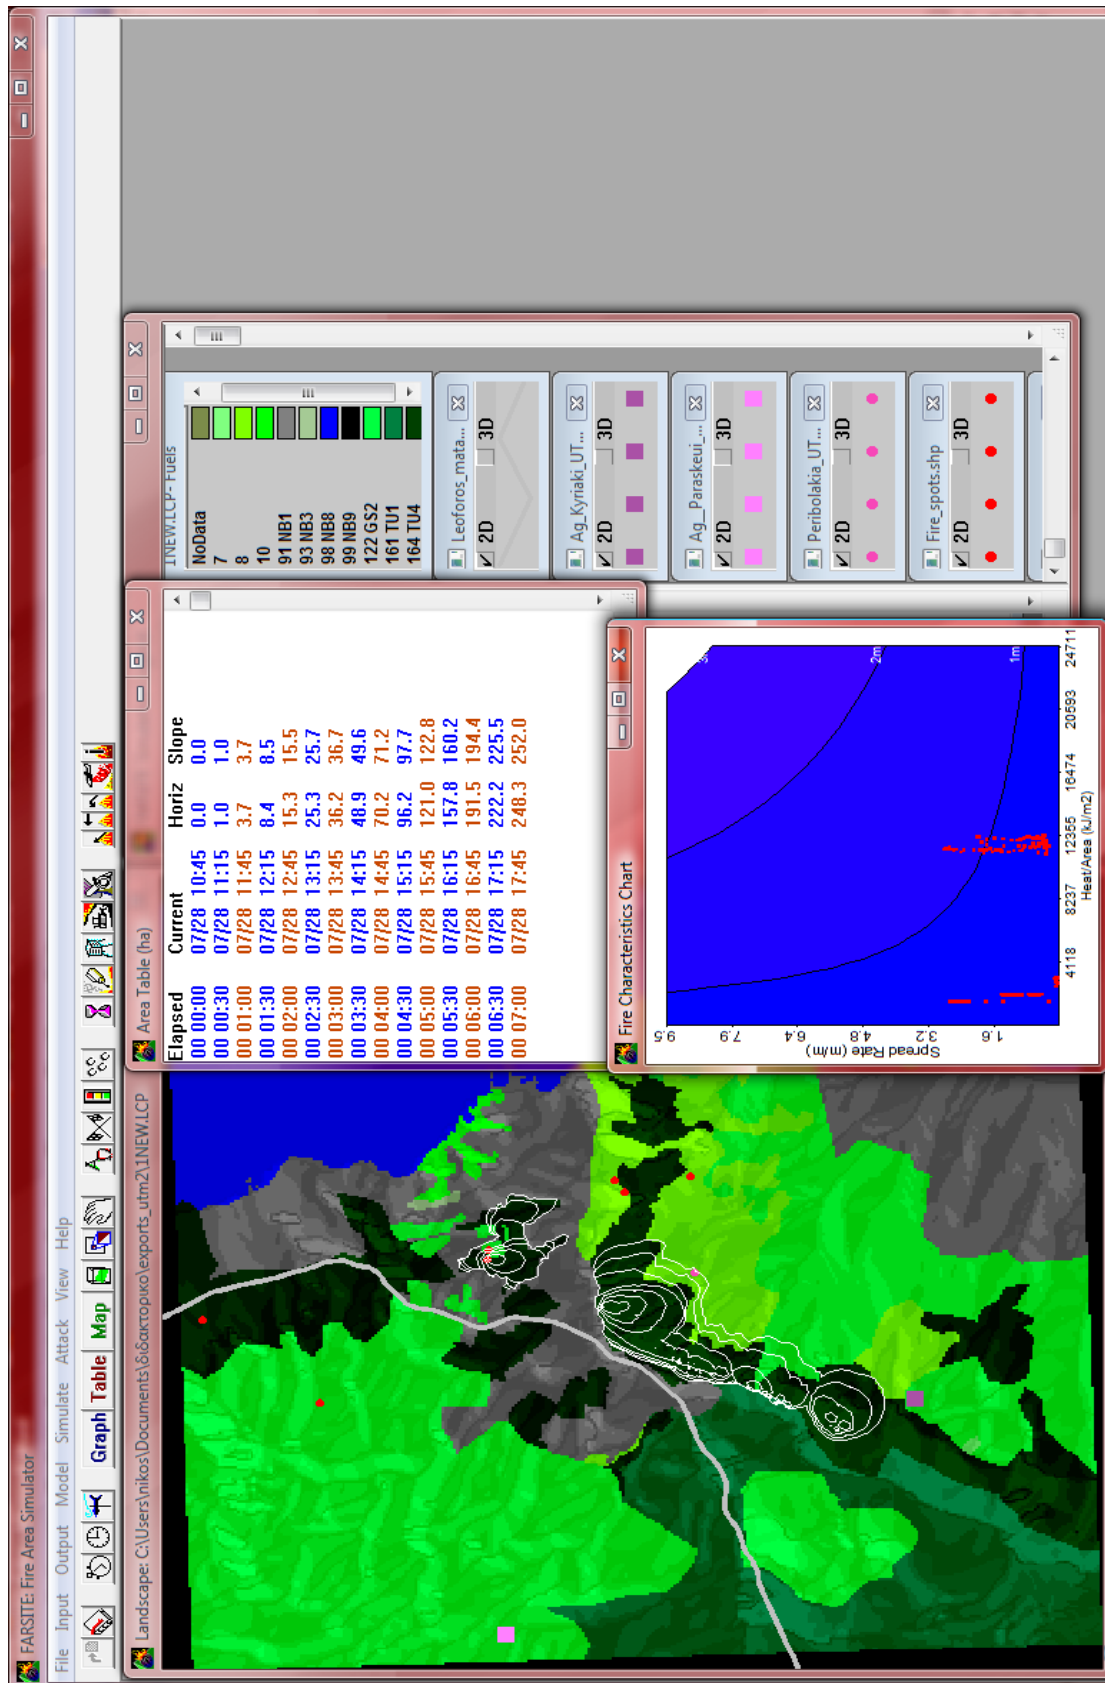 FARSITE: Fire Area Simulator
File Input Output Model Simulate Attack View Help
Graph Table Map
Landscape: C:\Users\nikos\Documents\διδακτορικο\exports_utm2\1NEW.LCP
Area Table (ha)
Elapsed Current Horiz Slope
00 00:00 07/28 10:45 0.0 0.0
00 00:30 07/28 11:15 1.0 1.0
00 01:00 07/28 11:45 3.7 3.7
00 01:30 07/28 12:15 8.4 8.5
00 02:00 07/28 12:45 15.3 15.5
00 02:30 07/28 13:15 25.3 25.7
00 03:00 07/28 13:45 36.2 36.7
00 03:30 07/28 14:15 48.9 49.6
00 04:00 07/28 14:45 70.2 71.2
00 04:30 07/28 15:15 96.2 97.7
00 05:00 07/28 15:45 121.0 122.8
00 05:30 07/28 16:15 157.8 160.2
00 06:00 07/28 16:45 191.5 194.4
00 06:30 07/28 17:15 222.2 225.5
00 07:00 07/28 17:45 248.3 252.0
1NEW.LCP - Fuels
NoData
7
8
10
91 NB1
93 NB3
98 NB8
99 NB9
122 GS2
161 TU1
164 TU4
Leoforos_mata...
2D 3D
Ag_Kyriaki_UT...
2D 3D
Ag_Paraskeui_...
2D 3D
Peribolakia_UT...
2D 3D
Fire_spots.shp
2D 3D
Fire Characteristics Chart
Spread Rate (m/m)
9.5
7.9
6.4
4.8
3.2
1.6
1m
2m
4118 8237 12355 16474 20593 24711
Heat/Area (kJ/m2)